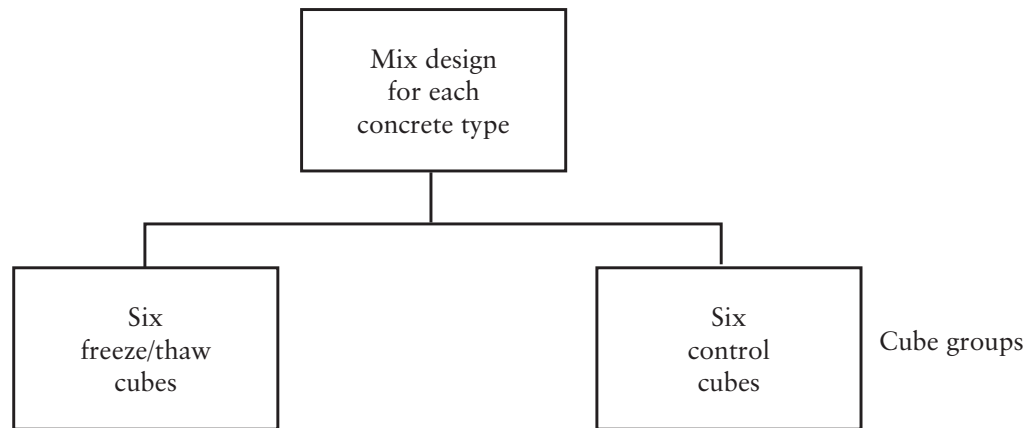 Mix design
for each
concrete type
Six
freeze/thaw
cubes
Six
control
cubes
Cube groups